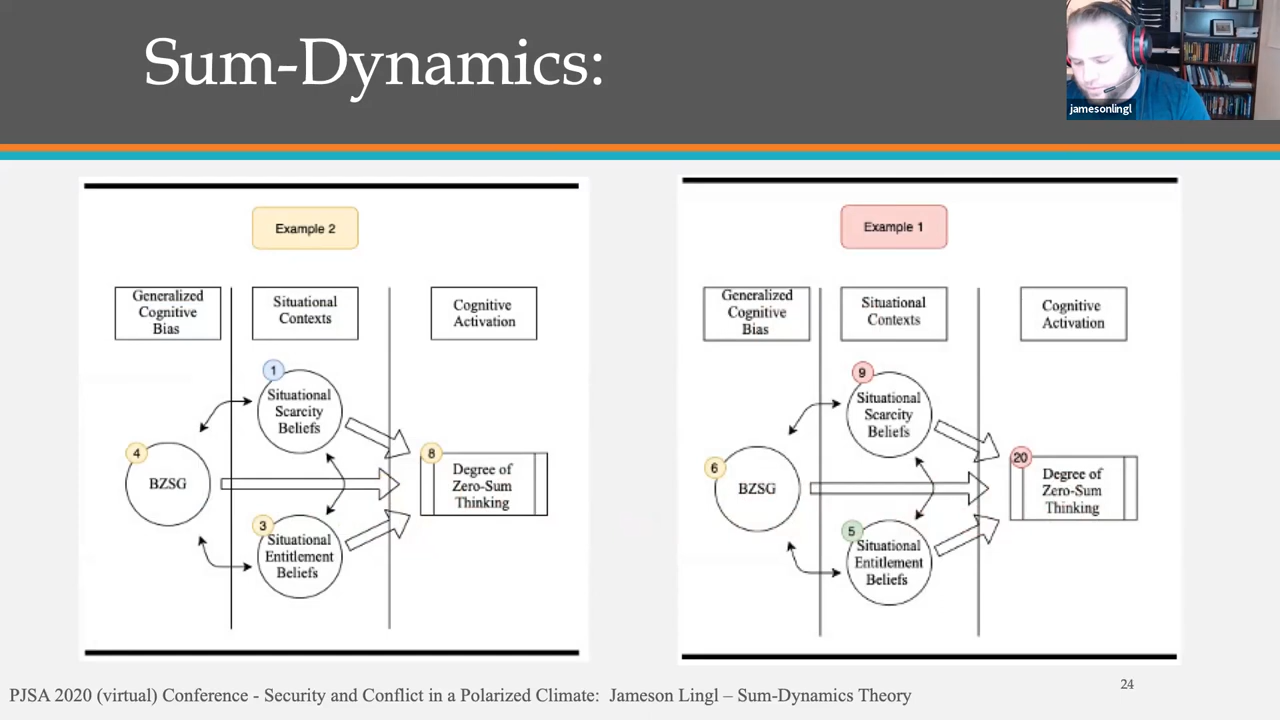 Sum-Dynamics:
jamesonlingl
Example 2
Generalized
Cognitive
Bias
Situational
Contexts
Cognitive
Activation
1
Situational
Scarcity
Beliefs
4
BZSG
8
Degree of
Zero-Sum
Thinking
3
Situational
Entitlement
Beliefs
Example 1
Generalized
Cognitive
Bias
Situational
Contexts
Cognitive
Activation
9
Situational
Scarcity
Beliefs
6
BZSG
20
Degree of
Zero-Sum
Thinking
5
Situational
Entitlement
Beliefs
24
PJSA 2020 (virtual) Conference - Security and Conflict in a Polarized Climate: Jameson Lingl – Sum-Dynamics Theory